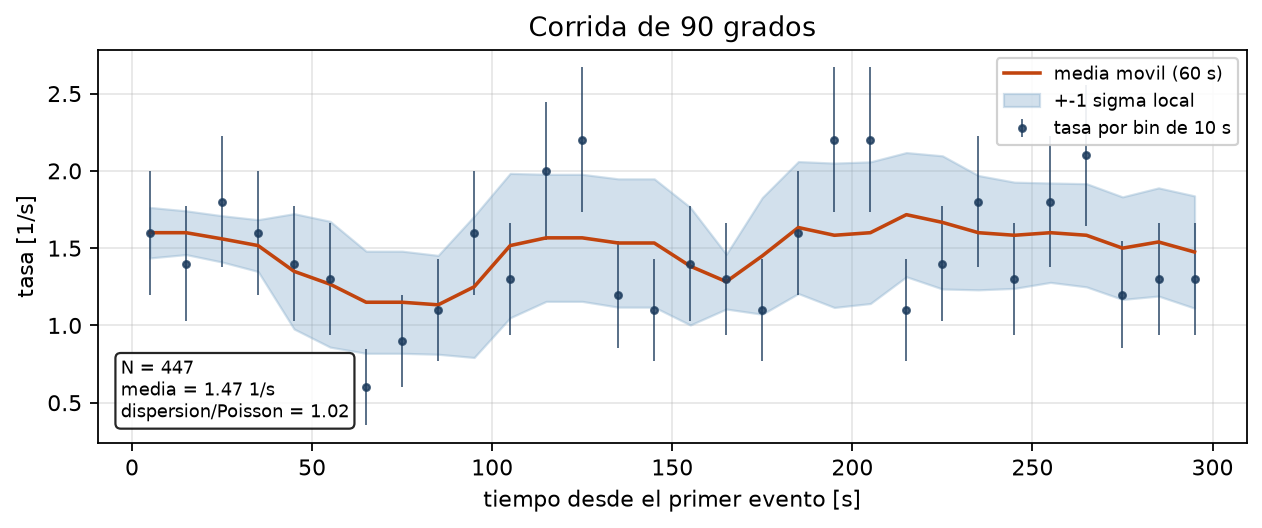 Corrida de 90 grados
tasa [1/s]
2.5
2.0
1.5
1.0
0.5
media movil (60 s)
+-1 sigma local
tasa por bin de 10 s
N = 447
media = 1.47 1/s
dispersion/Poisson = 1.02
0 50 100 150 200 250 300
tiempo desde el primer evento [s]